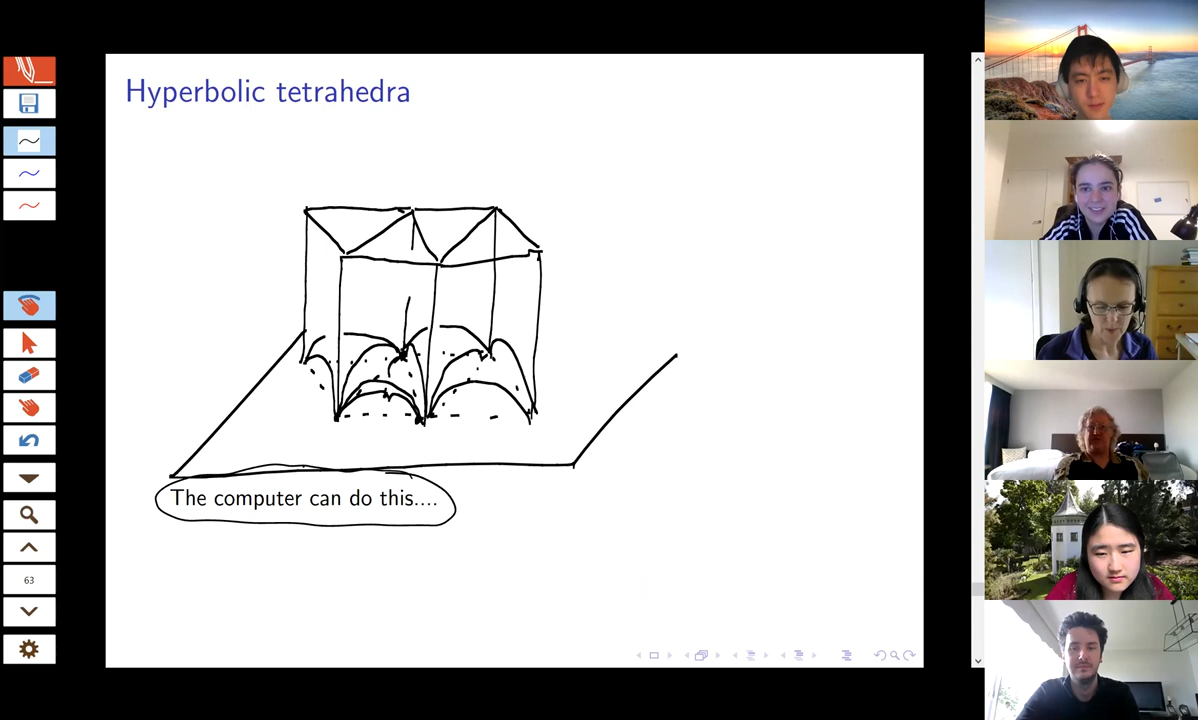 Hyperbolic tetrahedra
The computer can do this....
63